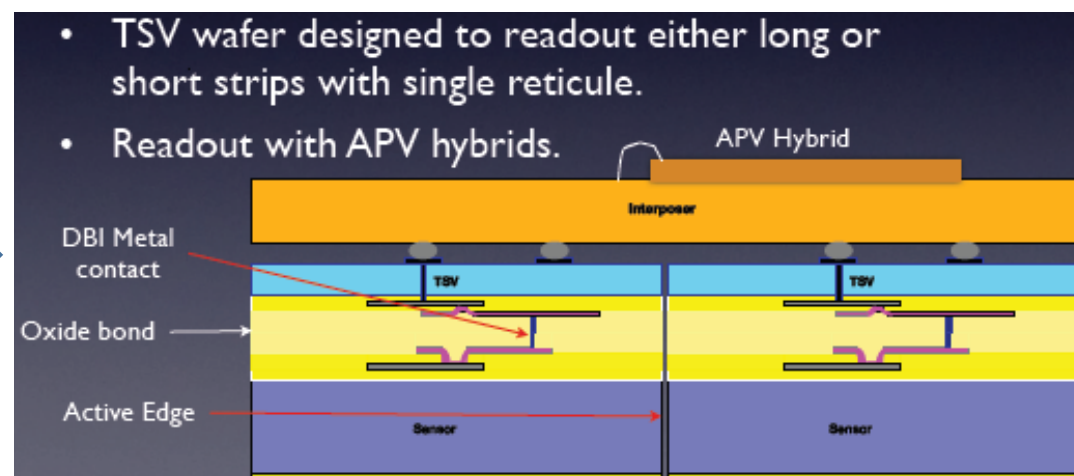 • TSV wafer designed to readout either long or
short strips with single reticule.
• Readout with APV hybrids.
APV Hybrid
Interposer
DBI Metal
contact
TSV
TSV
Oxide bond
Active Edge
Sensor
Sensor